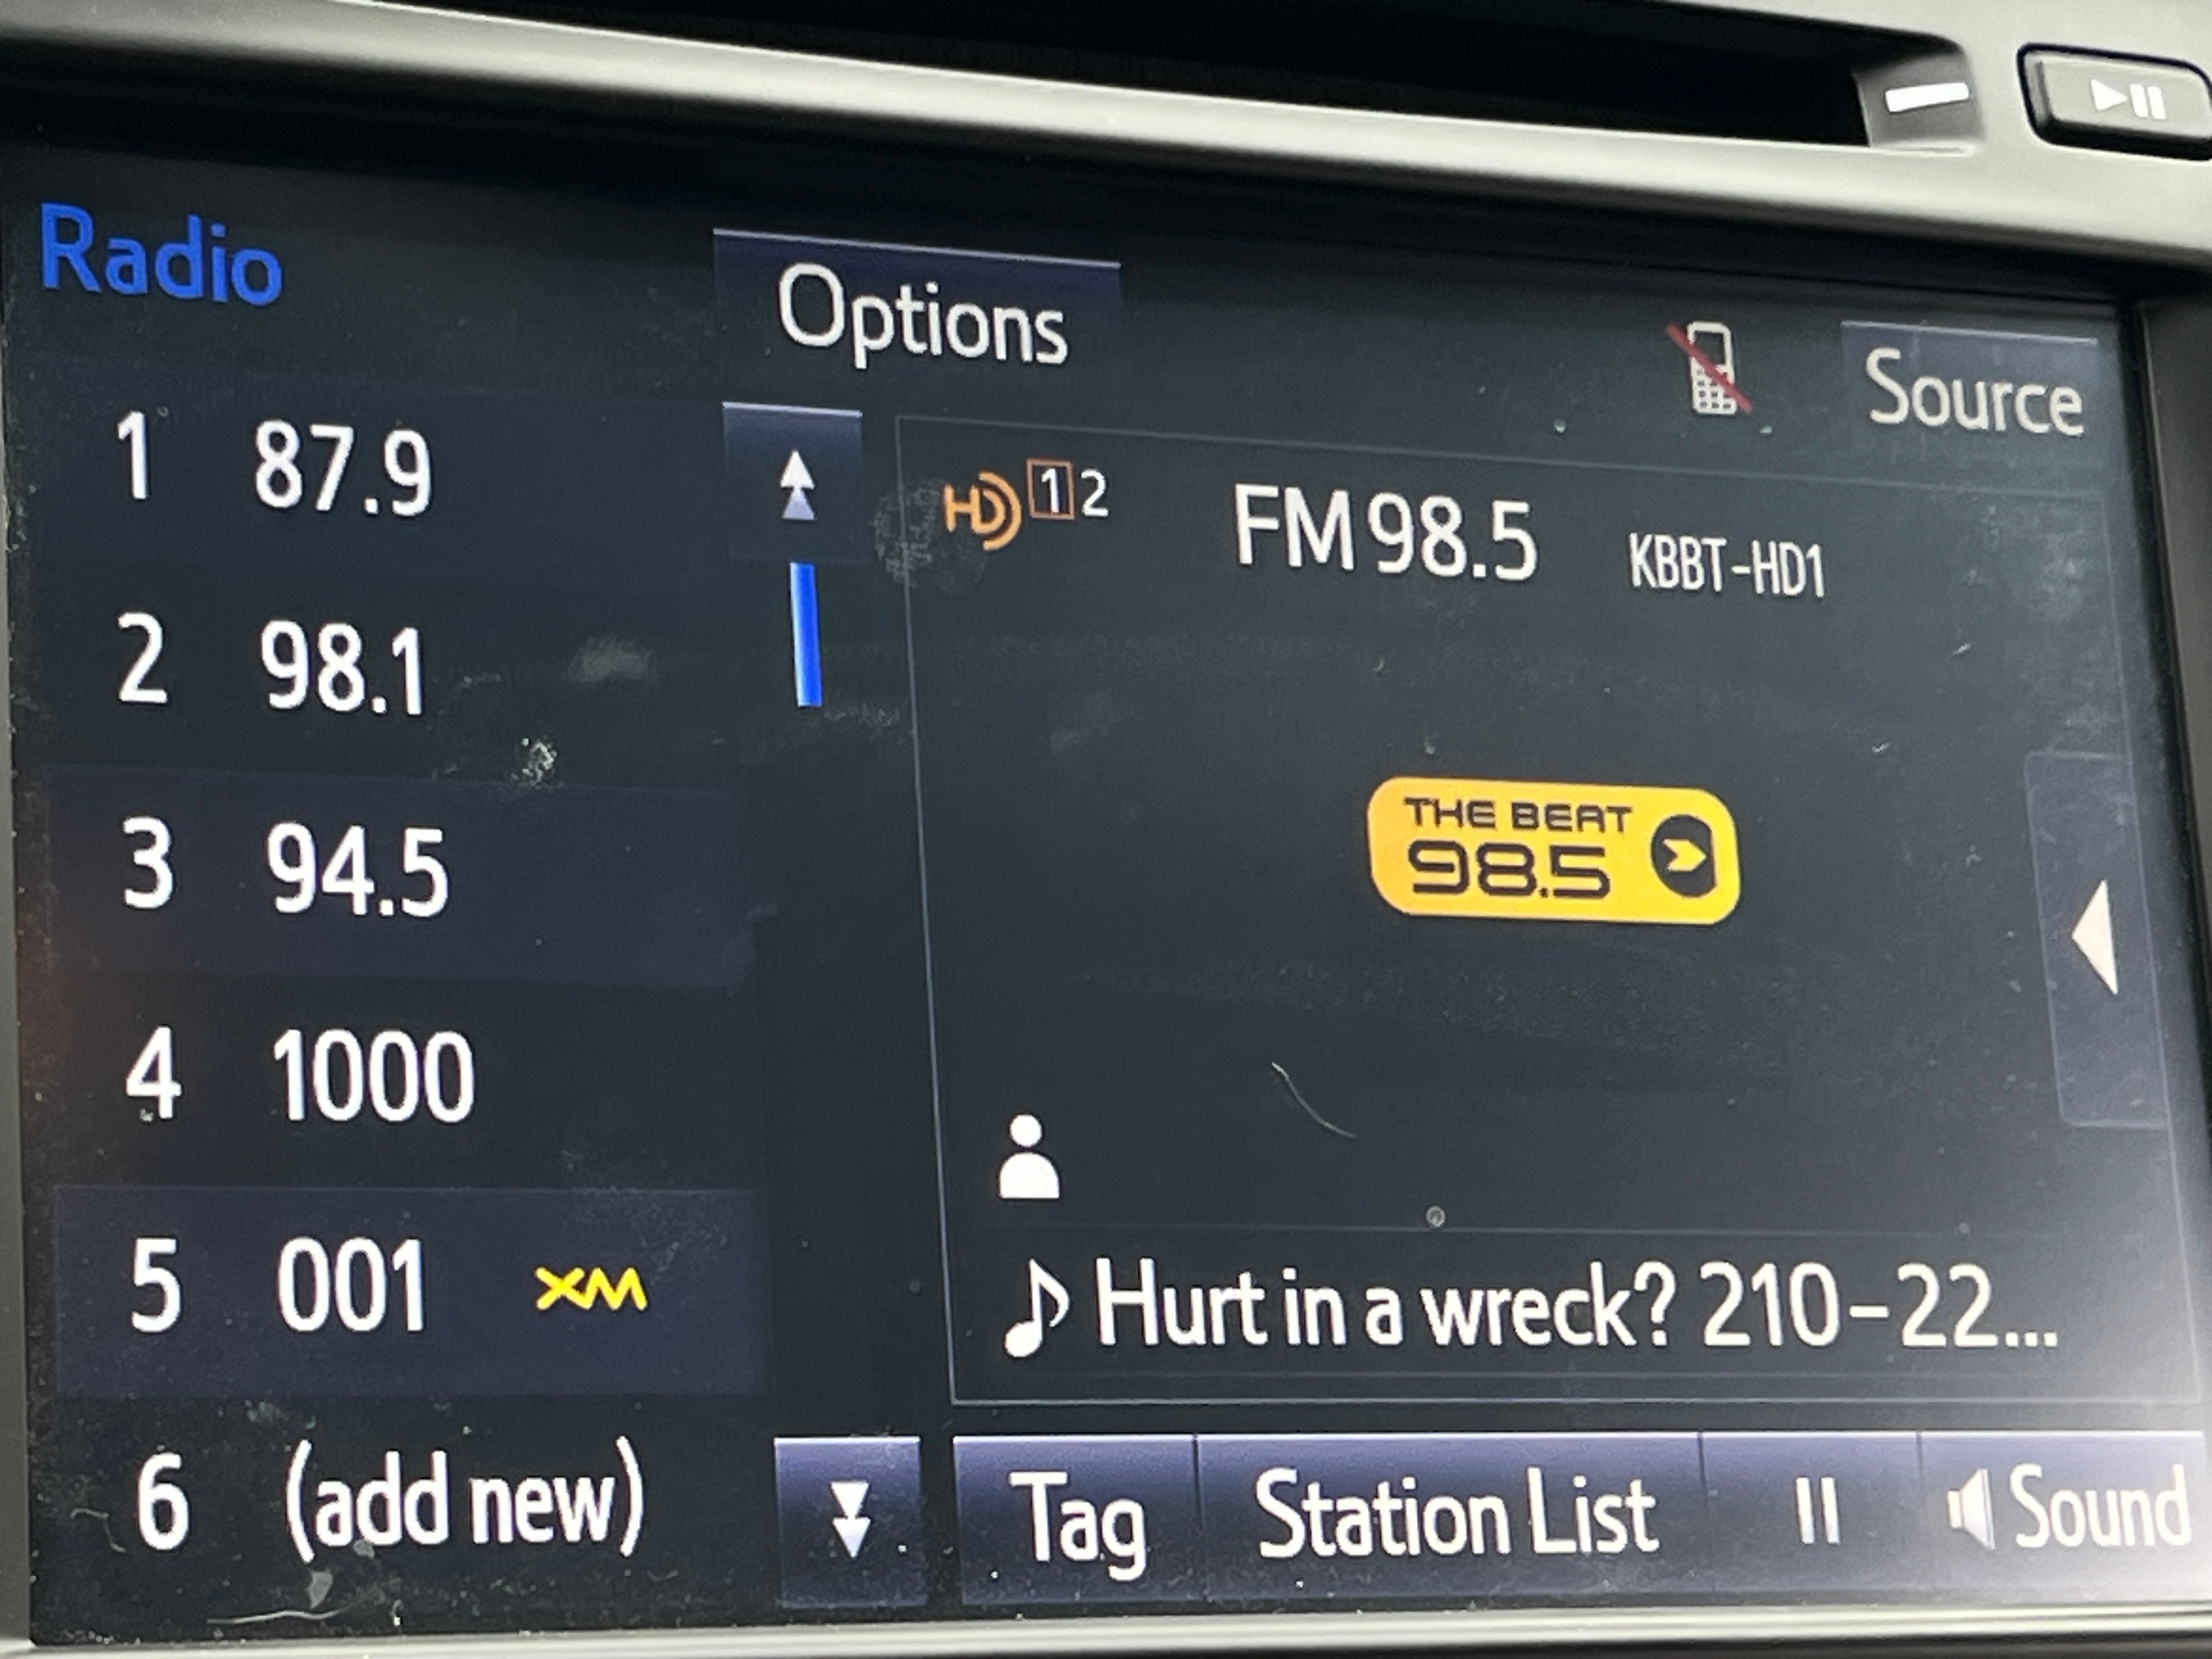 Radio
Options
Source
1 87.9
2 98.1
3 94.5
4 1000
5 001 XM
6 (add new)
HD 1 2 FM 98.5 KBBT-HD1
THE BEAT
98.5
Hurt in a wreck? 210-22...
Tag
Station List
Sound